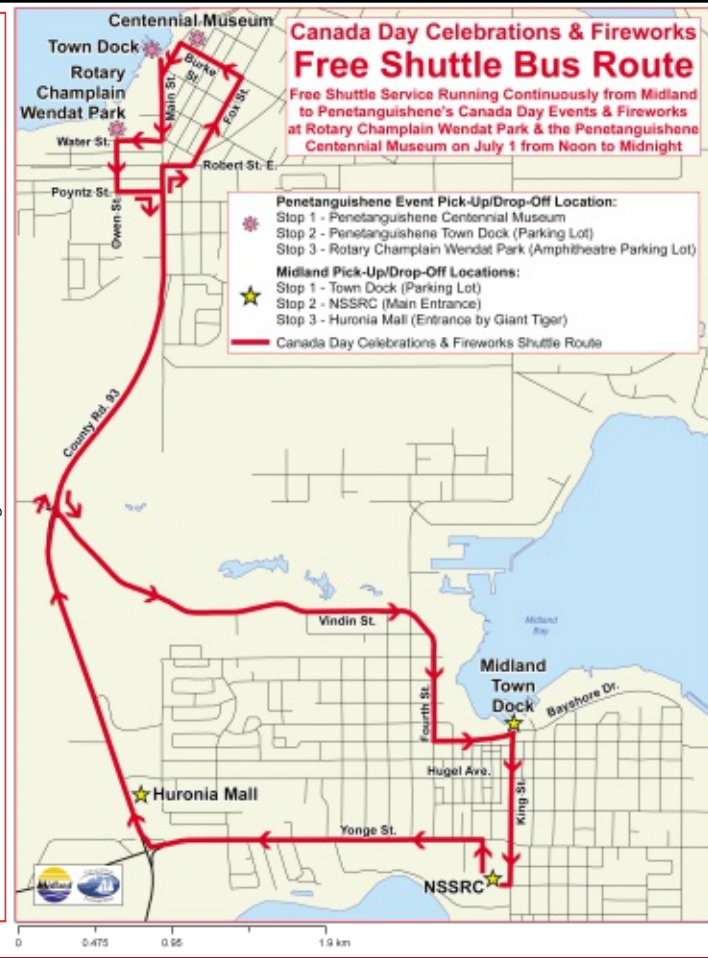 Canada Day Celebrations & Fireworks
Free Shuttle Bus Route
Free Shuttle Service Running Continuously from Midland
to Penetanguishene's Canada Day Events & Fireworks
at Rotary Champlain Wendat Park & the Penetanguishene
Centennial Museum on July 1 from Noon to Midnight
Centennial Museum
Town Dock
Rotary
Champlain
Wendat Park
Burke
St.
Main St.
Fox St.
Water St.
Robert St. E.
Poyntz St.
Owen St.
Penetanguishene Event Pick-Up/Drop-Off Location:
Stop 1 - Penetanguishene Centennial Museum
Stop 2 - Penetanguishene Town Dock (Parking Lot)
Stop 3 - Rotary Champlain Wendat Park (Amphitheatre Parking Lot)
Midland Pick-Up/Drop-Off Locations:
Stop 1 - Town Dock (Parking Lot)
Stop 2 - NSSRC (Main Entrance)
Stop 3 - Huronia Mall (Entrance by Giant Tiger)
Canada Day Celebrations & Fireworks Shuttle Route
County Rd. 93
Vindin St.
Midland
Bay
Midland
Town
Dock
Bayshore Dr.
Fourth St.
Hugel Ave.
King St.
Huronia Mall
Yonge St.
NSSRC
Midland
0 0.475 0.95 1.9 km